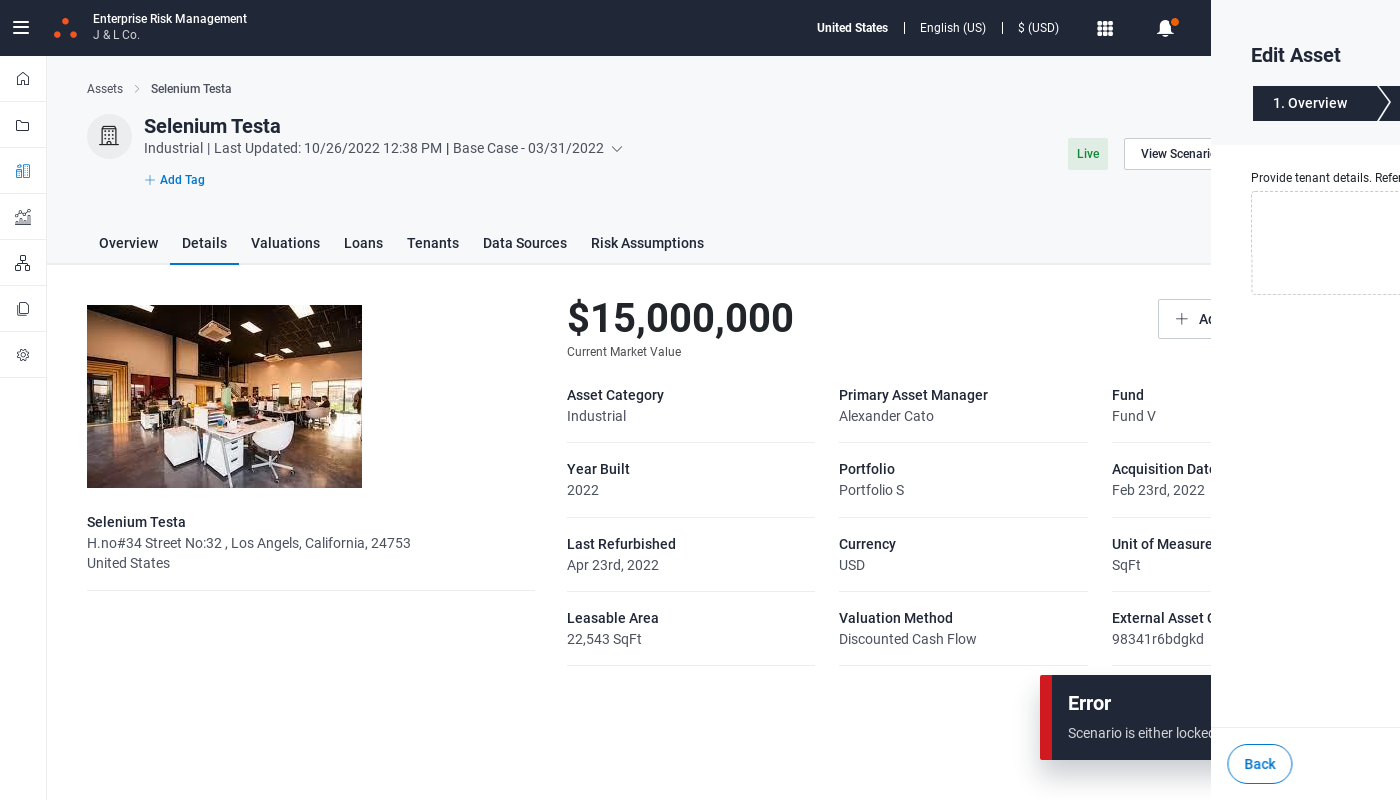 Enterprise Risk Management
J & L Co.
United States
English (US)
$ (USD)
Edit Asset
1. Overview
Assets
Selenium Testa
Selenium Testa
Industrial | Last Updated: 10/26/2022 12:38 PM | Base Case - 03/31/2022
Add Tag
Live
View
Provide tenant details.
Overview
Details
Valuations
Loans
Tenants
Data Sources
Risk Assumptions
$15,000,000
Current Market Value
Asset Category
Industrial
Primary Asset Manager
Alexander Cato
Fund
Fund V
Year Built
2022
Portfolio
Portfolio S
Acquisition
Feb 23rd, 2022
Selenium Testa
H.no#34 Street No:32 , Los Angels, California, 24753
United States
Last Refurbished
Apr 23rd, 2022
Currency
USD
Unit of Measure
SqFt
Leasable Area
22,543 SqFt
Valuation Method
Discounted Cash Flow
External Asset
98341r6bdgkd
Error
Scenario is either locked
Back